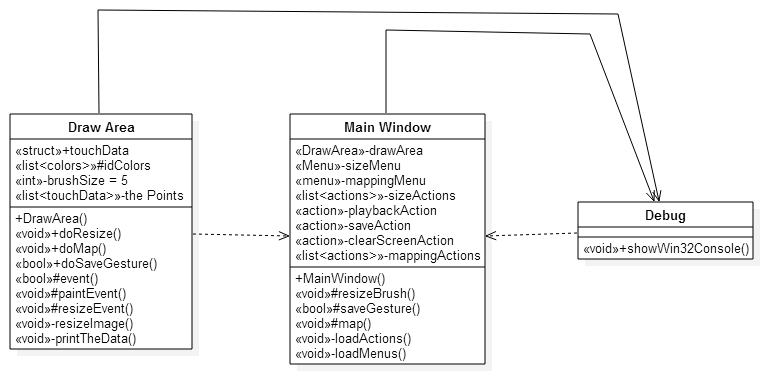 Draw Area
«struct»+touchData
«list<colors>»#idColors
«int»-brushSize = 5
«list<touchData>»-the Points
+DrawArea()
«void»+doResize()
«void»+doMap()
«bool»+doSaveGesture()
«bool»#event()
«void»#paintEvent()
«void»#resizeEvent()
«void»-resizeImage()
«void»-printTheData()
Main Window
«DrawArea»-drawArea
«Menu»-sizeMenu
«menu»-mappingMenu
«list<actions>»-sizeActions
«action»-playbackAction
«action»-saveAction
«action»-clearScreenAction
«list<actions>»-mappingActions
+MainWindow()
«void»#resizeBrush()
«bool»#saveGesture()
«void»#map()
«void»-loadActions()
«void»-loadMenus()
Debug
«void»+showWin32Console()